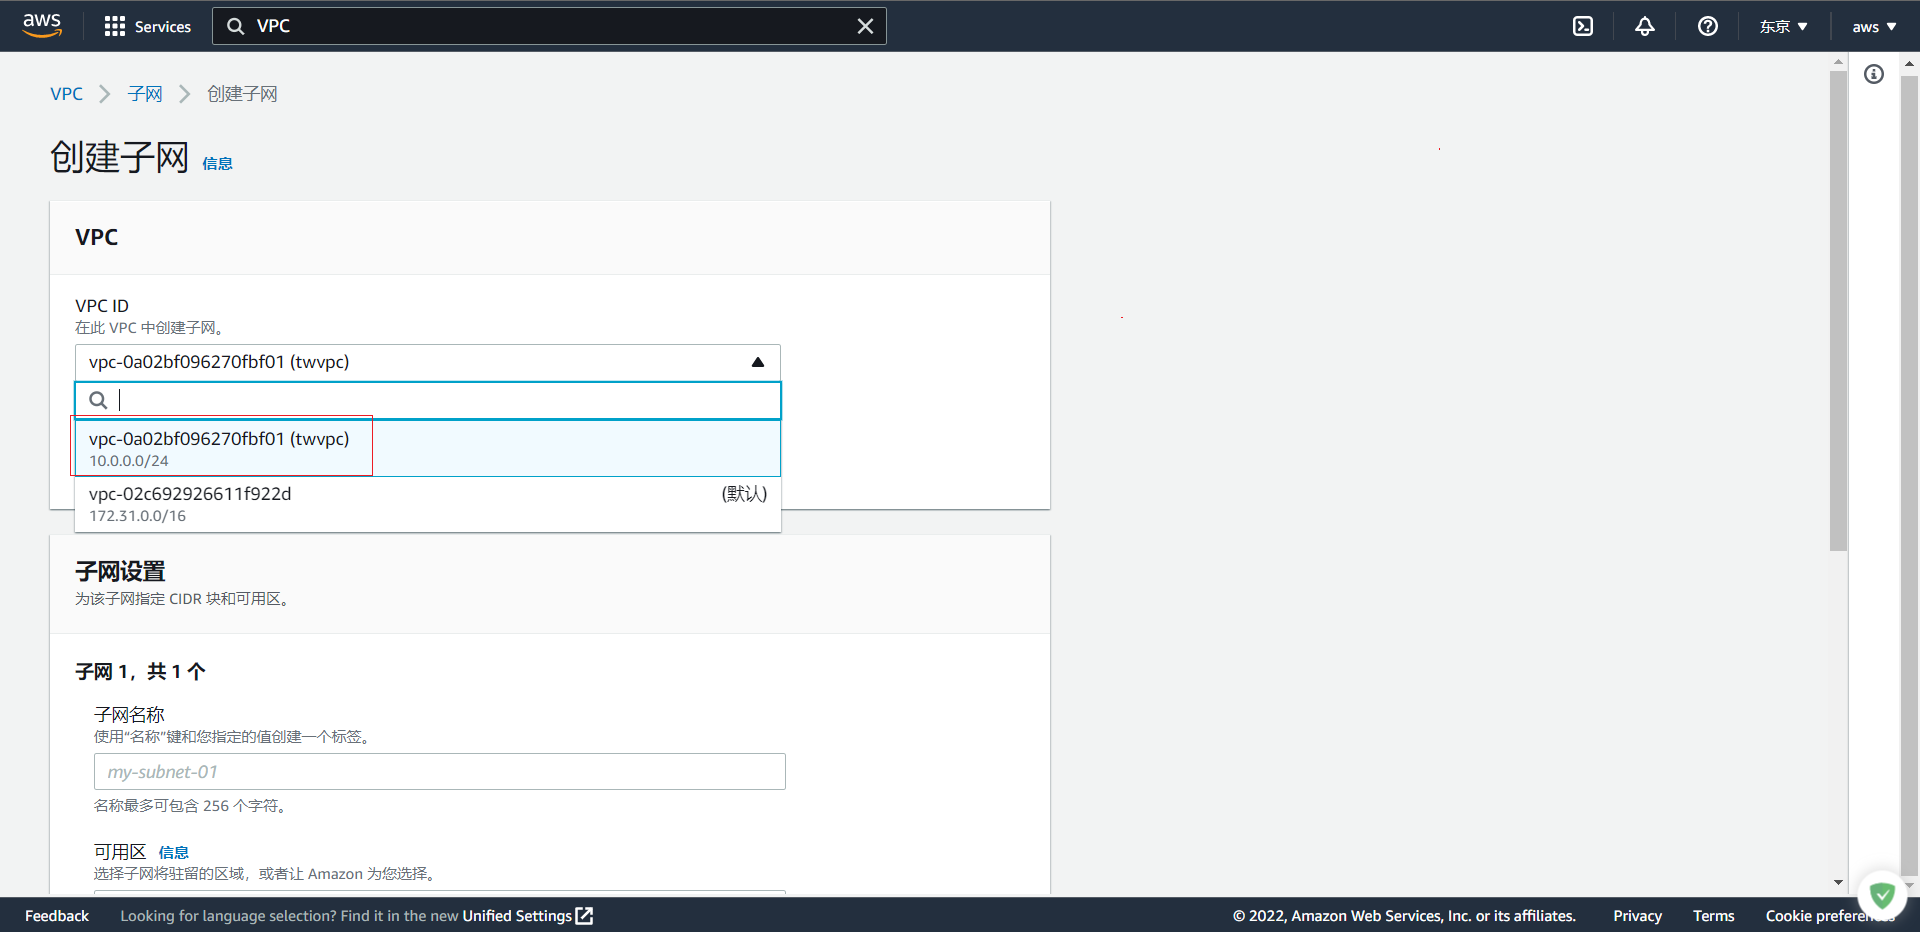 aws
Services
VPC
东京
aws
VPC
子网
创建子网
创建子网 信息
VPC
VPC ID
在此 VPC 中创建子网。
vpc-0a02bf096270fbf01 (twvpc)
vpc-0a02bf096270fbf01 (twvpc)
10.0.0.0/24
vpc-02c692926611f922d (默认)
172.31.0.0/16
子网设置
为该子网指定 CIDR 块和可用区。
子网 1，共 1 个
子网名称
使用“名称”键和您指定的值创建一个标签。
my-subnet-01
名称最多可包含 256 个字符。
可用区 信息
选择子网将驻留的区域，或者让 Amazon 为您选择。
Feedback
Looking for language selection? Find it in the new Unified Settings
© 2022, Amazon Web Services, Inc. or its affiliates.
Privacy
Terms
Cookie